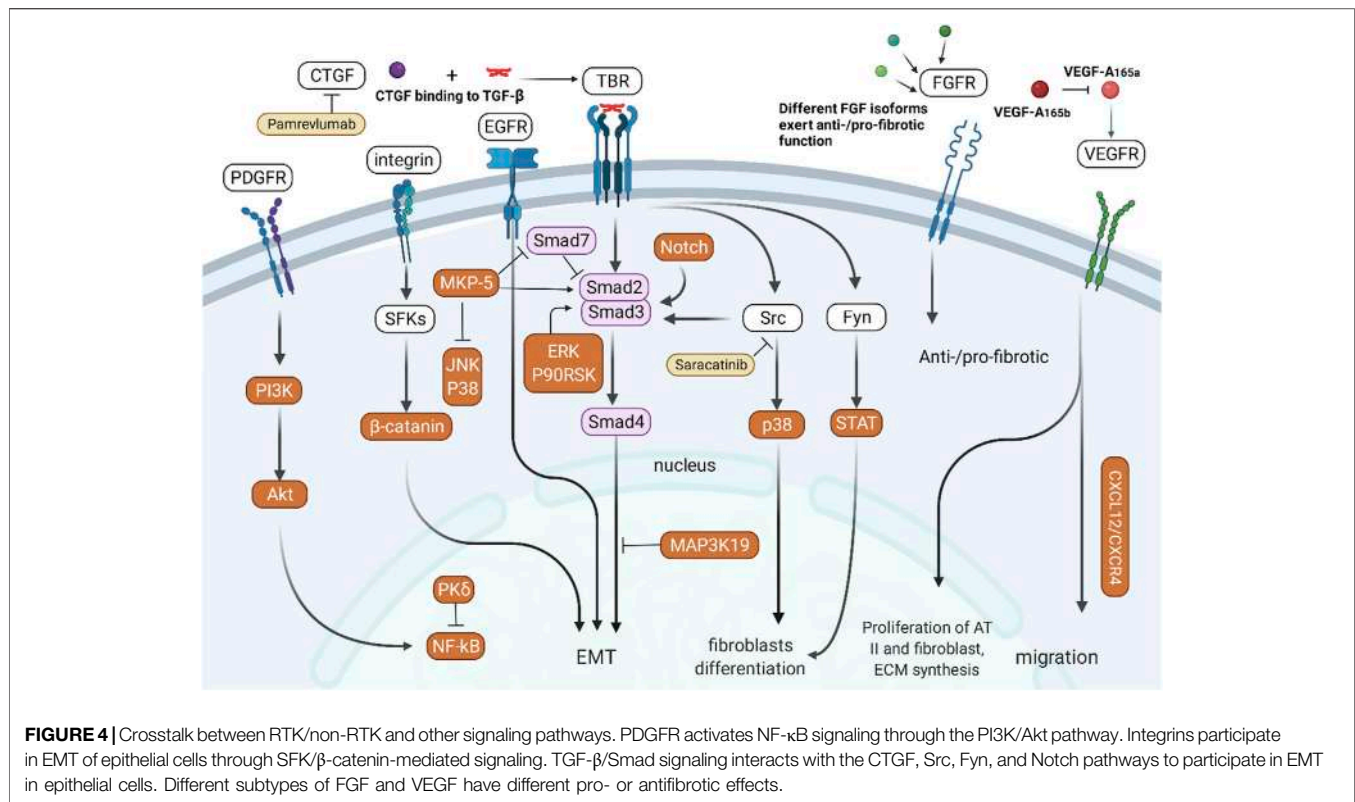 CTGF
Pamrevlumab
+
CTGF binding to TGF-β
TBR
EGFR
integrin
PDGFR
FGFR
Different FGF isoforms
exert anti-/pro-fibrotic
function
VEGF-A165a
VEGF-A165b
VEGFR
Smad7
Notch
MKP-5
Smad2
Smad3
SFKs
Src
Fyn
JNK
P38
ERK
P90RSK
Saracatinib
Anti-/pro-fibrotic
PI3K
β-catanin
Smad4
p38
STAT
nucleus
Akt
CXCL12/CXCR4
MAP3K19
PKδ
NF-kB
EMT
fibroblasts
differentiation
Proliferation of AT
II and fibroblast,
ECM synthesis
migration
FIGURE 4 | Crosstalk between RTK/non-RTK and other signaling pathways. PDGFR activates NF-κB signaling through the PI3K/Akt pathway. Integrins participate
in EMT of epithelial cells through SFK/β-catenin-mediated signaling. TGF-β/Smad signaling interacts with the CTGF, Src, Fyn, and Notch pathways to participate in EMT
in epithelial cells. Different subtypes of FGF and VEGF have different pro- or antifibrotic effects.